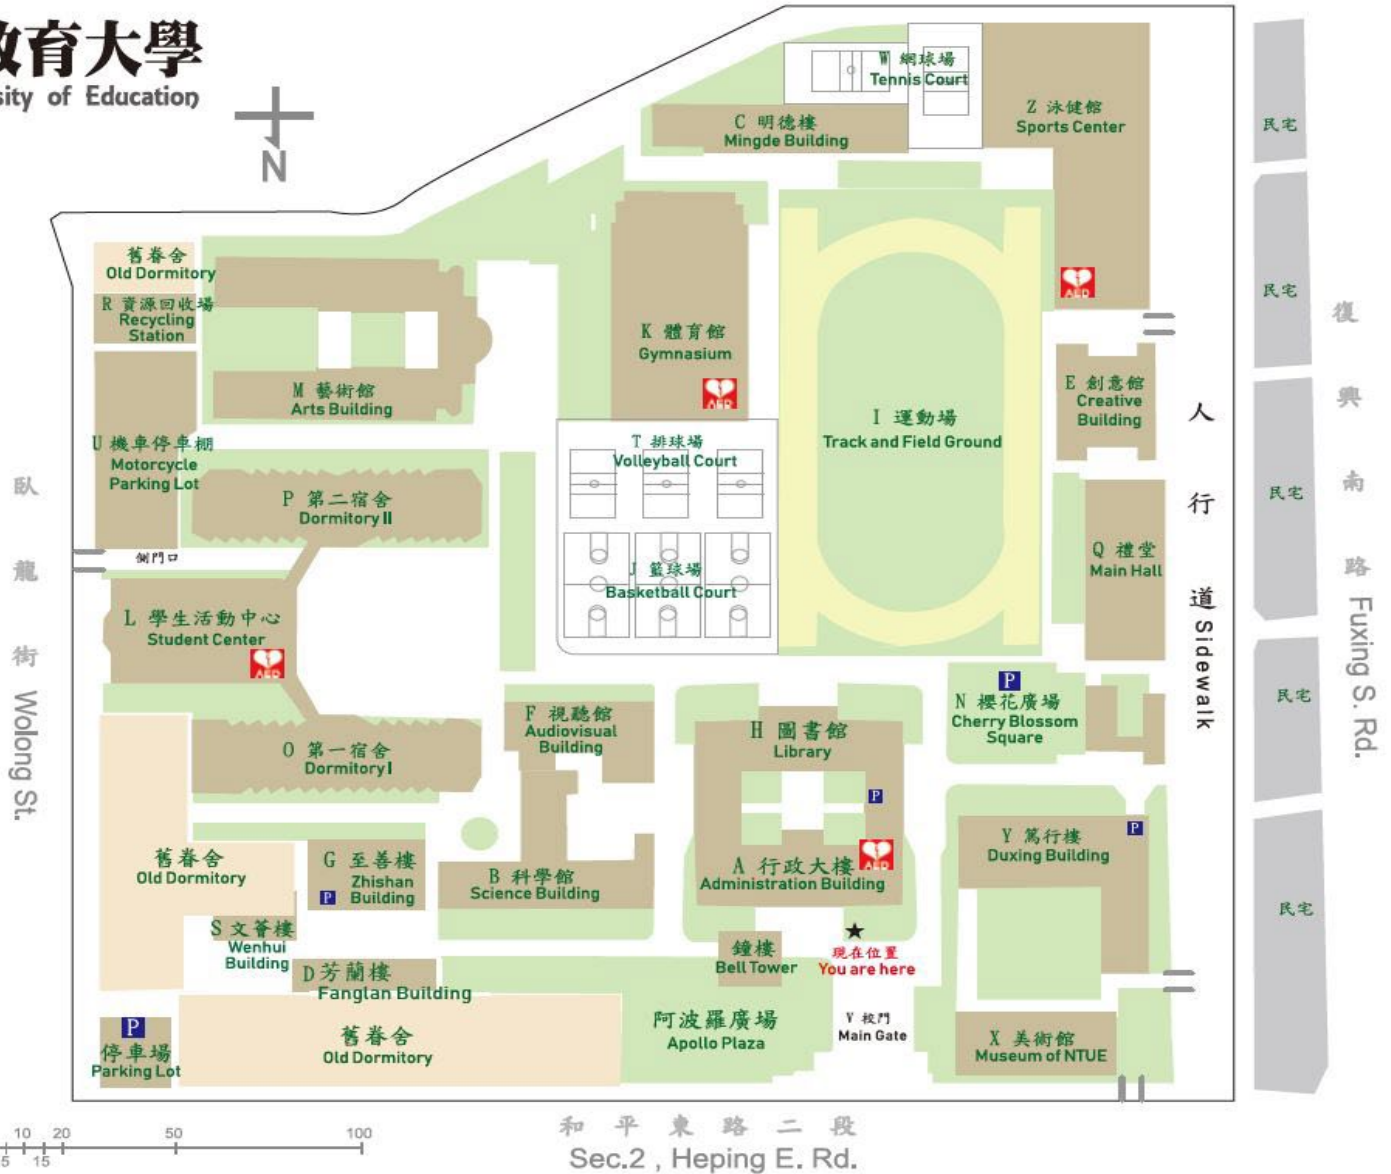 教育大學
sity of Education
N
W 網球場
Tennis Court
C 明德樓
Mingde Building
Z 泳健館
Sports Center
民宅
舊眷舍
Old Dormitory
R 資源回收場
Recycling
Station
K 體育館
Gymnasium
AED
AED
民宅
M 藝術館
Arts Building
I 運動場
Track and Field Ground
E 創意館
Creative
Building
U 機車停車棚
Motorcycle
Parking Lot
T 排球場
Volleyball Court
P 第二宿舍
Dormitory II
民宅
側門口
J 籃球場
Basketball Court
Q 禮堂
Main Hall
L 學生活動中心
Student Center
AED
人行道 Sidewalk
復興南路 Fuxing S. Rd.
臥龍街 Wolong St.
P
N 櫻花廣場
Cherry Blossom
Square
民宅
F 視聽館
Audiovisual
Building
H 圖書館
Library
O 第一宿舍
Dormitory I
P
舊眷舍
Old Dormitory
G 至善樓
Zhishan
Building
P
B 科學館
Science Building
A 行政大樓
Administration Building
AED
Y 篤行樓
Duxing Building
P
民宅
S 文薈樓
Wenhui
Building
鐘樓
Bell Tower
現在位置
You are here
D 芳蘭樓
Fanglan Building
P
停車場
Parking Lot
舊眷舍
Old Dormitory
阿波羅廣場
Apollo Plaza
V 校門
Main Gate
X 美術館
Museum of NTUE
和平東路二段
Sec.2 , Heping E. Rd.
5 10 15 20 50 100